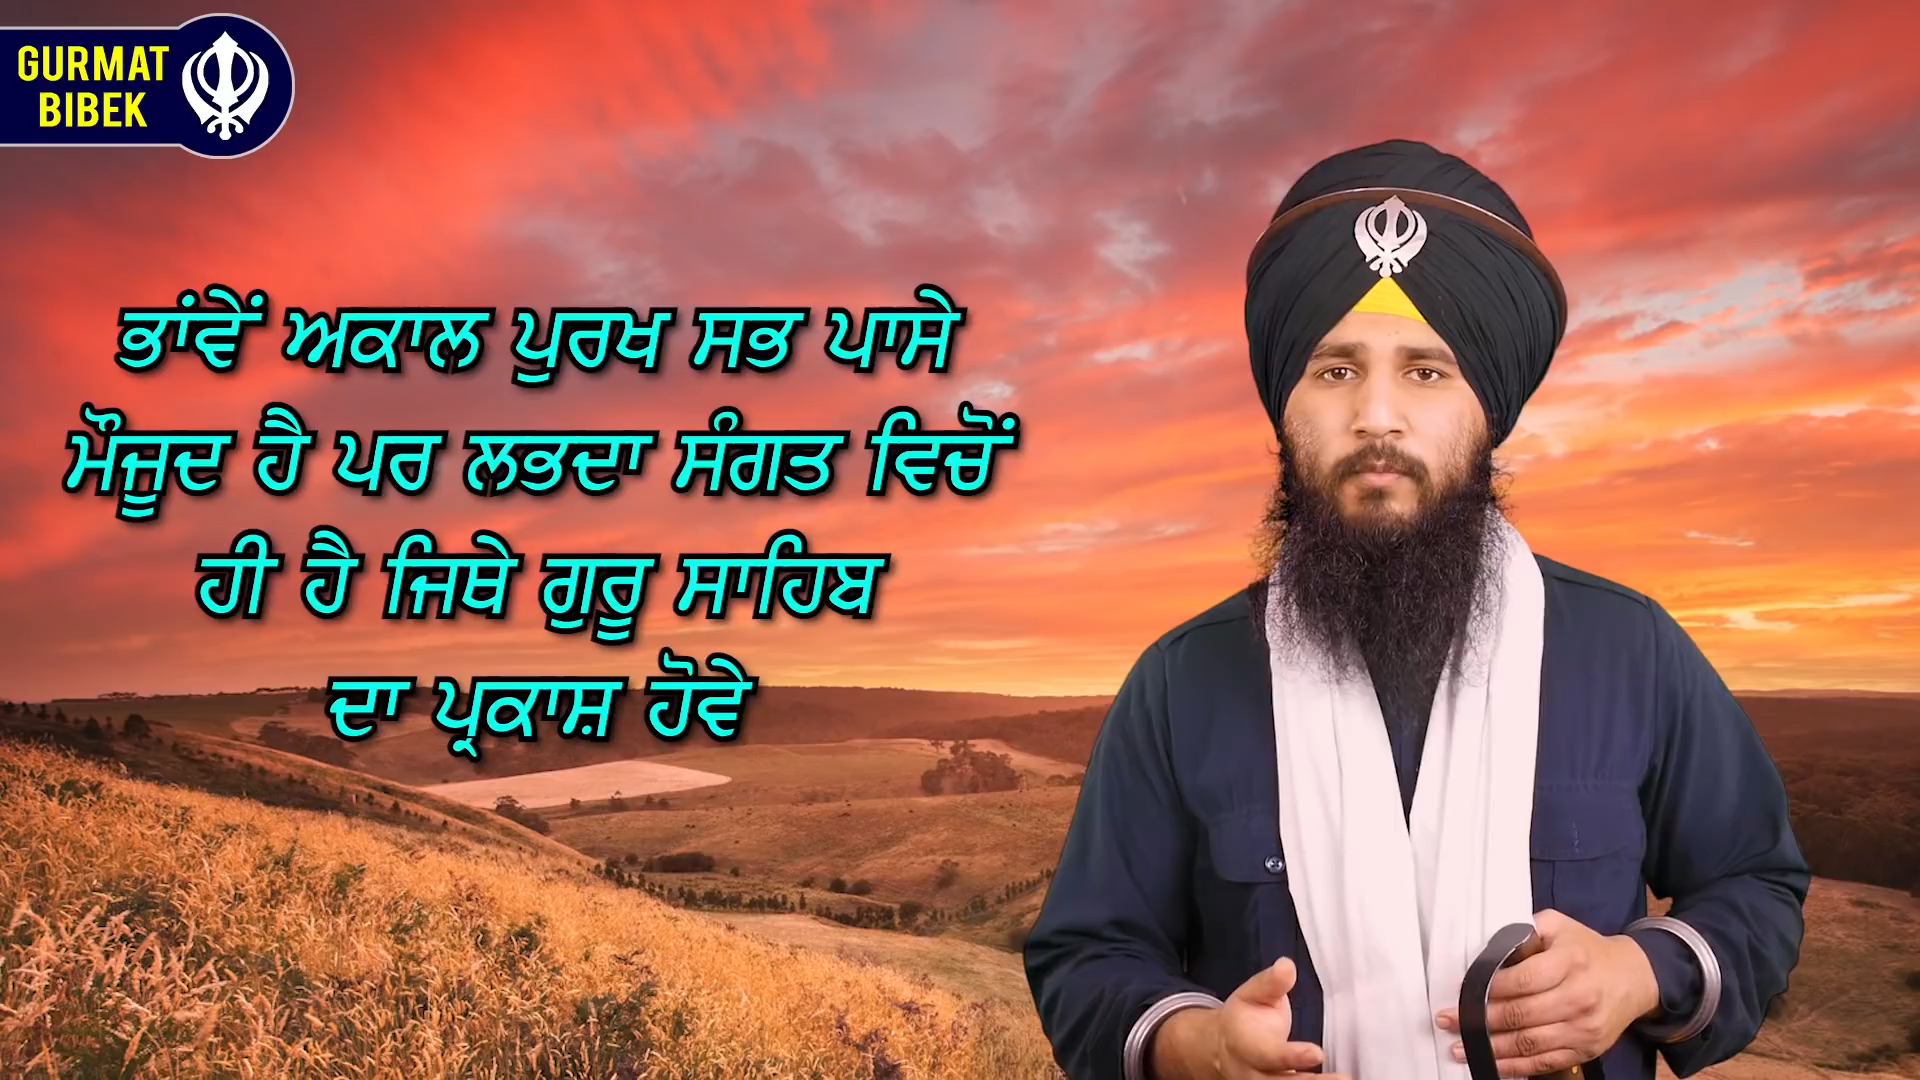 GURMAT
BIBEK
ਭਾਂਵੇਂ ਅਕਾਲ ਪੁਰਖ ਸਭ ਪਾਸੇ
ਮੌਜੂਦ ਹੈ ਪਰ ਲਭਦਾ ਸੰਗਤ ਵਿਚੋਂ
ਹੀ ਹੈ ਜਿਥੇ ਗੁਰੂ ਸਾਹਿਬ
ਦਾ ਪ੍ਰਕਾਸ਼ ਹੋਵੇ